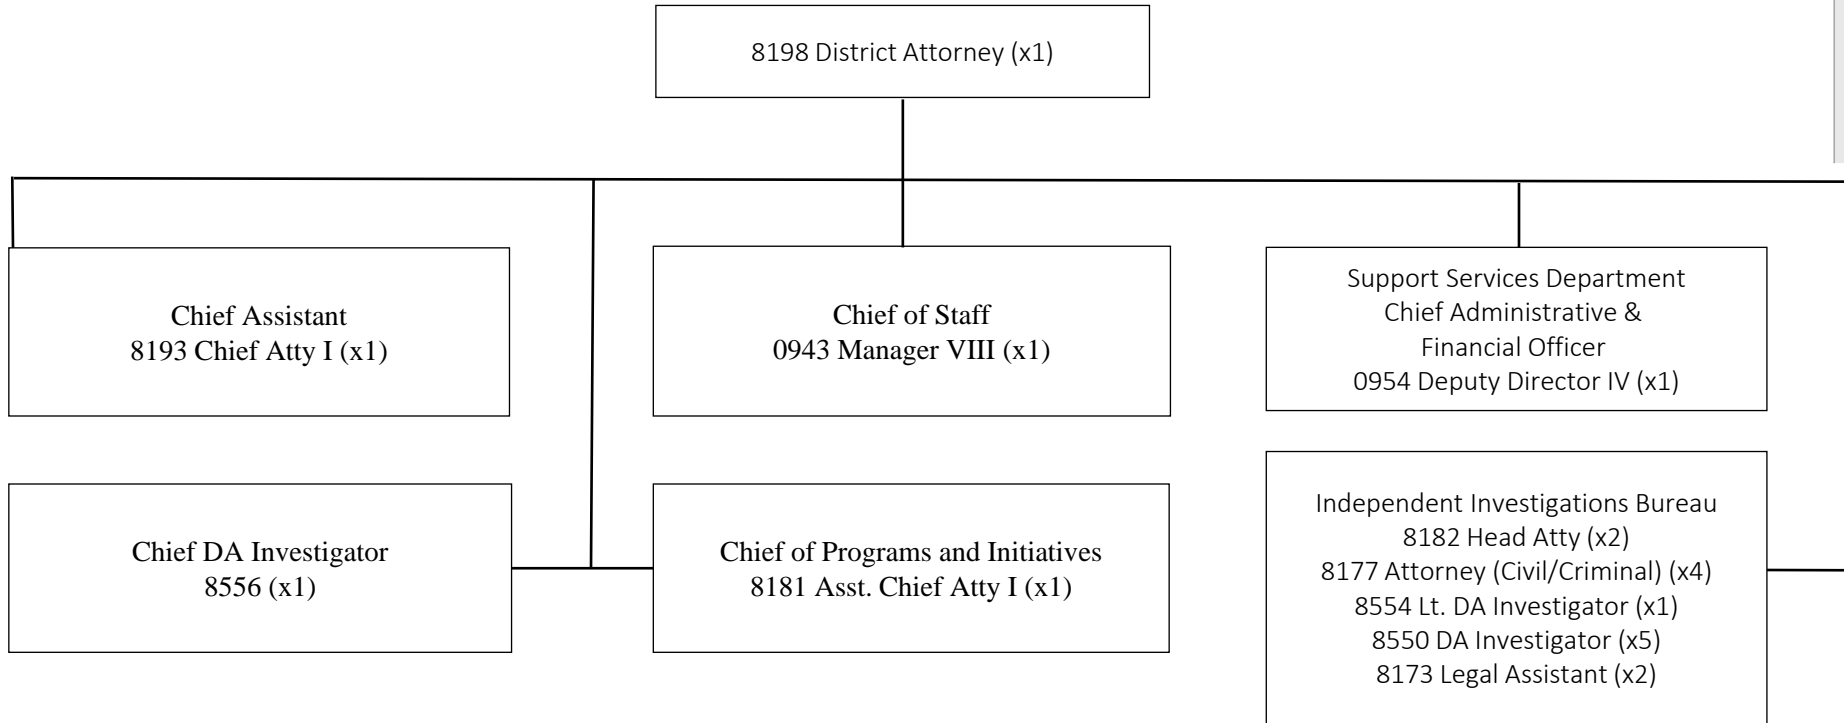 8198 District Attorney (x1)
Chief Assistant
8193 Chief Atty I (x1)
Chief of Staff
0943 Manager VIII (x1)
Support Services Department
Chief Administrative &
Financial Officer
0954 Deputy Director IV (x1)
Chief DA Investigator
8556 (x1)
Chief of Programs and Initiatives
8181 Asst. Chief Atty I (x1)
Independent Investigations Bureau
8182 Head Atty (x2)
8177 Attorney (Civil/Criminal) (x4)
8554 Lt. DA Investigator (x1)
8550 DA Investigator (x5)
8173 Legal Assistant (x2)